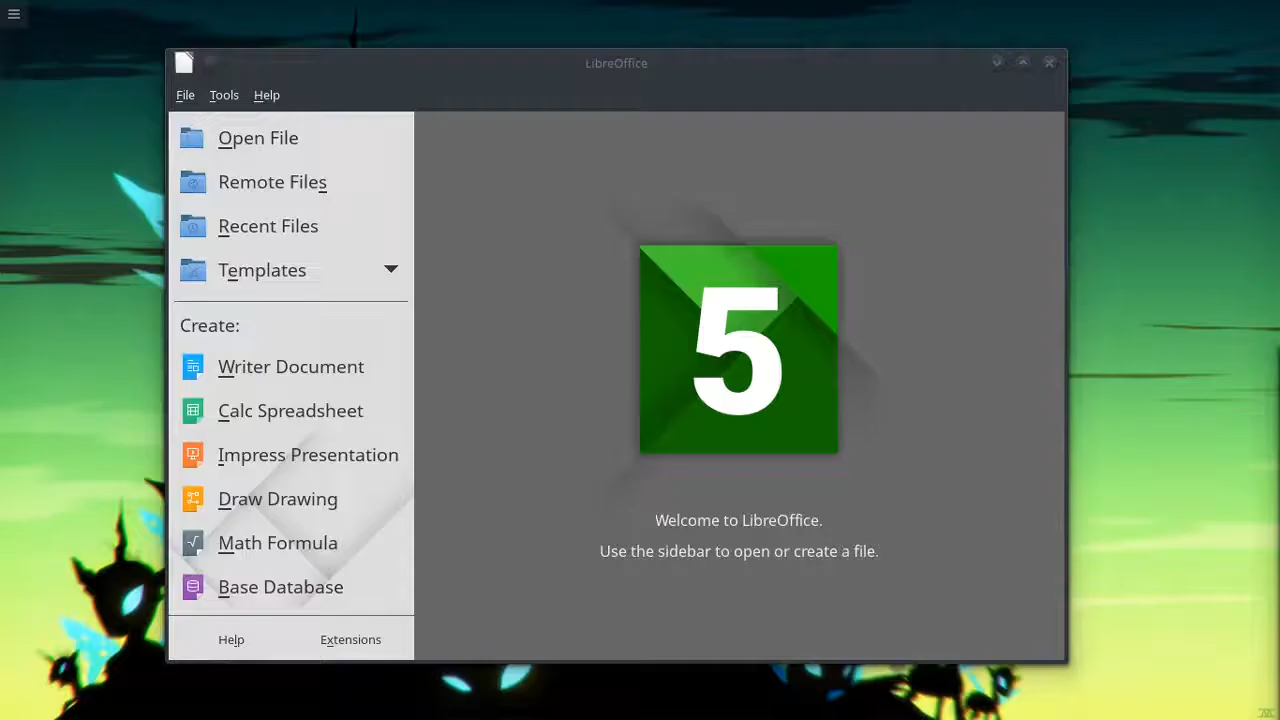 LibreOffice
File Tools Help
Open File
Remote Files
Recent Files
Templates
Create:
Writer Document
Calc Spreadsheet
Impress Presentation
Draw Drawing
Math Formula
Base Database
Help Extensions
5
Welcome to LibreOffice.
Use the sidebar to open or create a file.